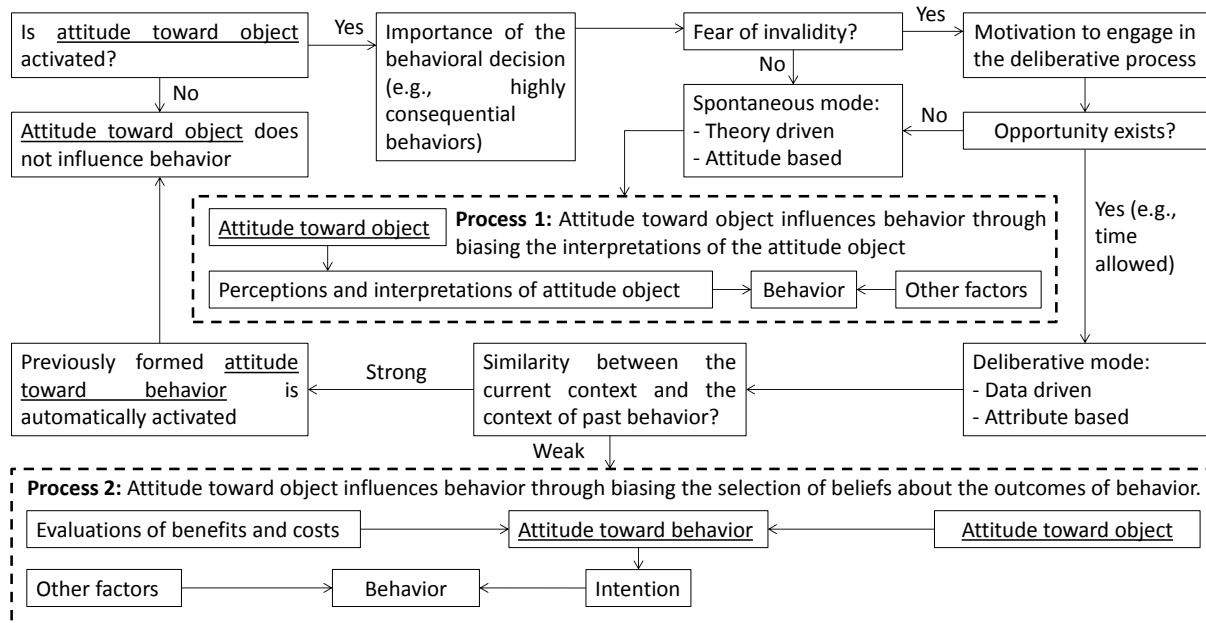 Is attitude toward object
activated?
Yes
Importance of the
behavioral decision
(e.g., highly
consequential
behaviors)
Fear of invalidity?
Yes
Motivation to engage in
the deliberative process
No
No
Attitude toward object does
not influence behavior
Spontaneous mode:
- Theory driven
- Attitude based
No
Opportunity exists?
Yes (e.g.,
time
allowed)
Process 1: Attitude toward object influences behavior through
biasing the interpretations of the attitude object
Attitude toward object
Perceptions and interpretations of attitude object
Behavior
Other factors
Previously formed attitude
toward behavior is
automatically activated
Strong
Similarity between the
current context and the
context of past behavior?
Deliberative mode:
- Data driven
- Attribute based
Weak
Process 2: Attitude toward object influences behavior through biasing the selection of beliefs about the outcomes of behavior.
Evaluations of benefits and costs
Attitude toward behavior
Attitude toward object
Other factors
Behavior
Intention